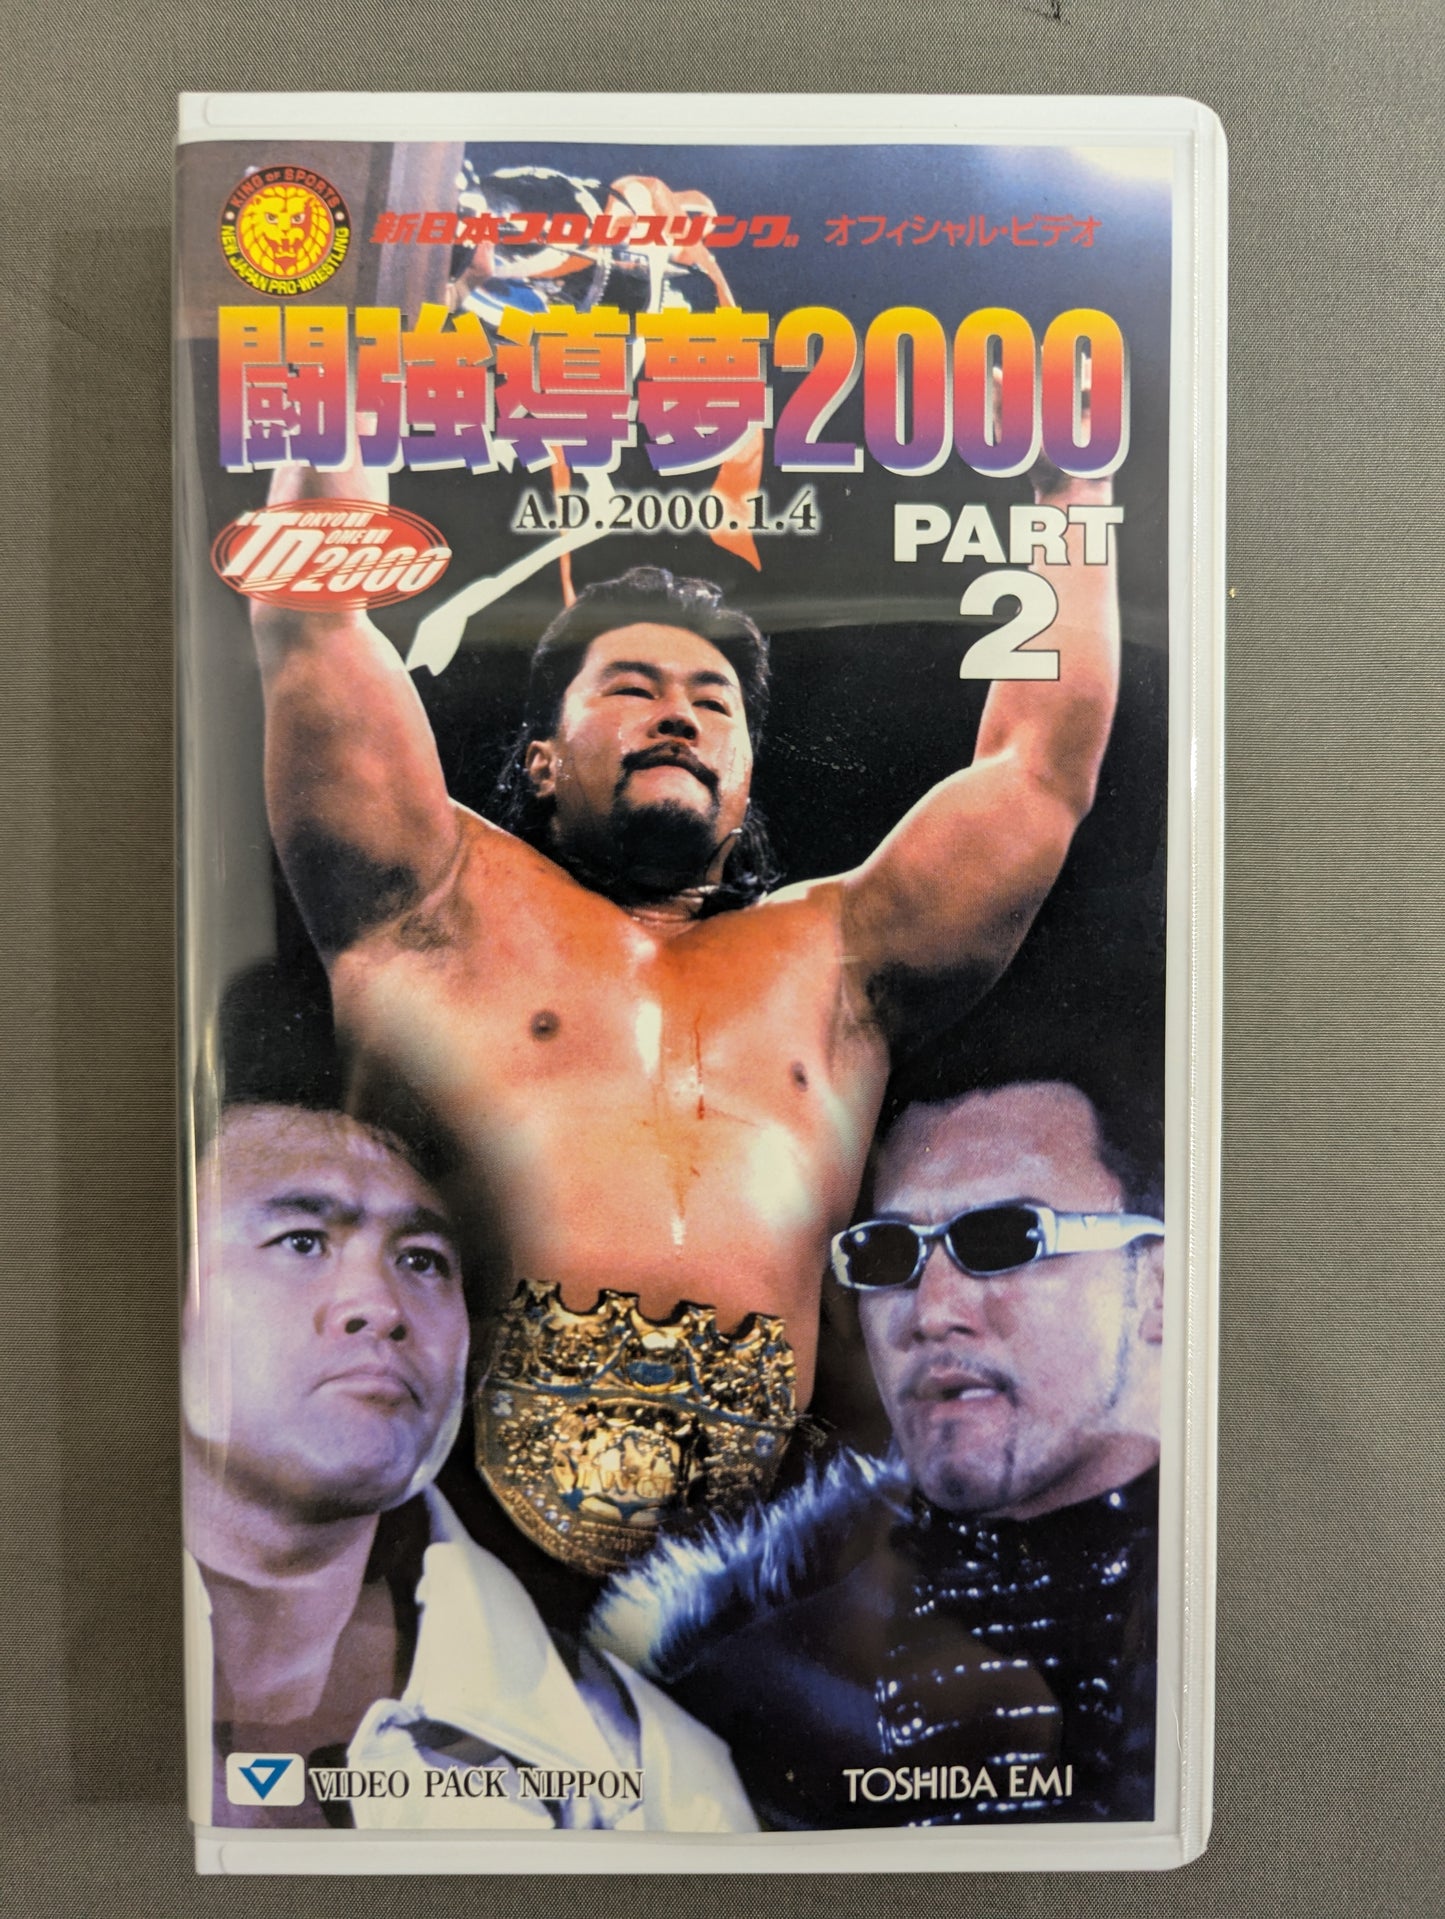 KING OF SPORTS
NEW JAPAN PRO-WRESTLING
新日本プロレスリング オフィシャル・ビデオ
闘強導夢2000
A.D.2000.1.4
TOKYO
DOME
2000
PART
2
IWGP
VIDEO PACK NIPPON
TOSHIBA EMI